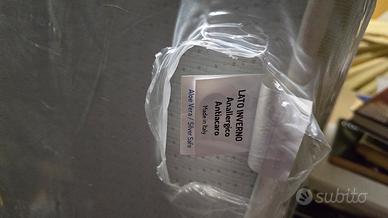 LATO INVERNO
Anallergico
Antiacaro
Made in Italy
Aloe Vera / Silver Safe
subito